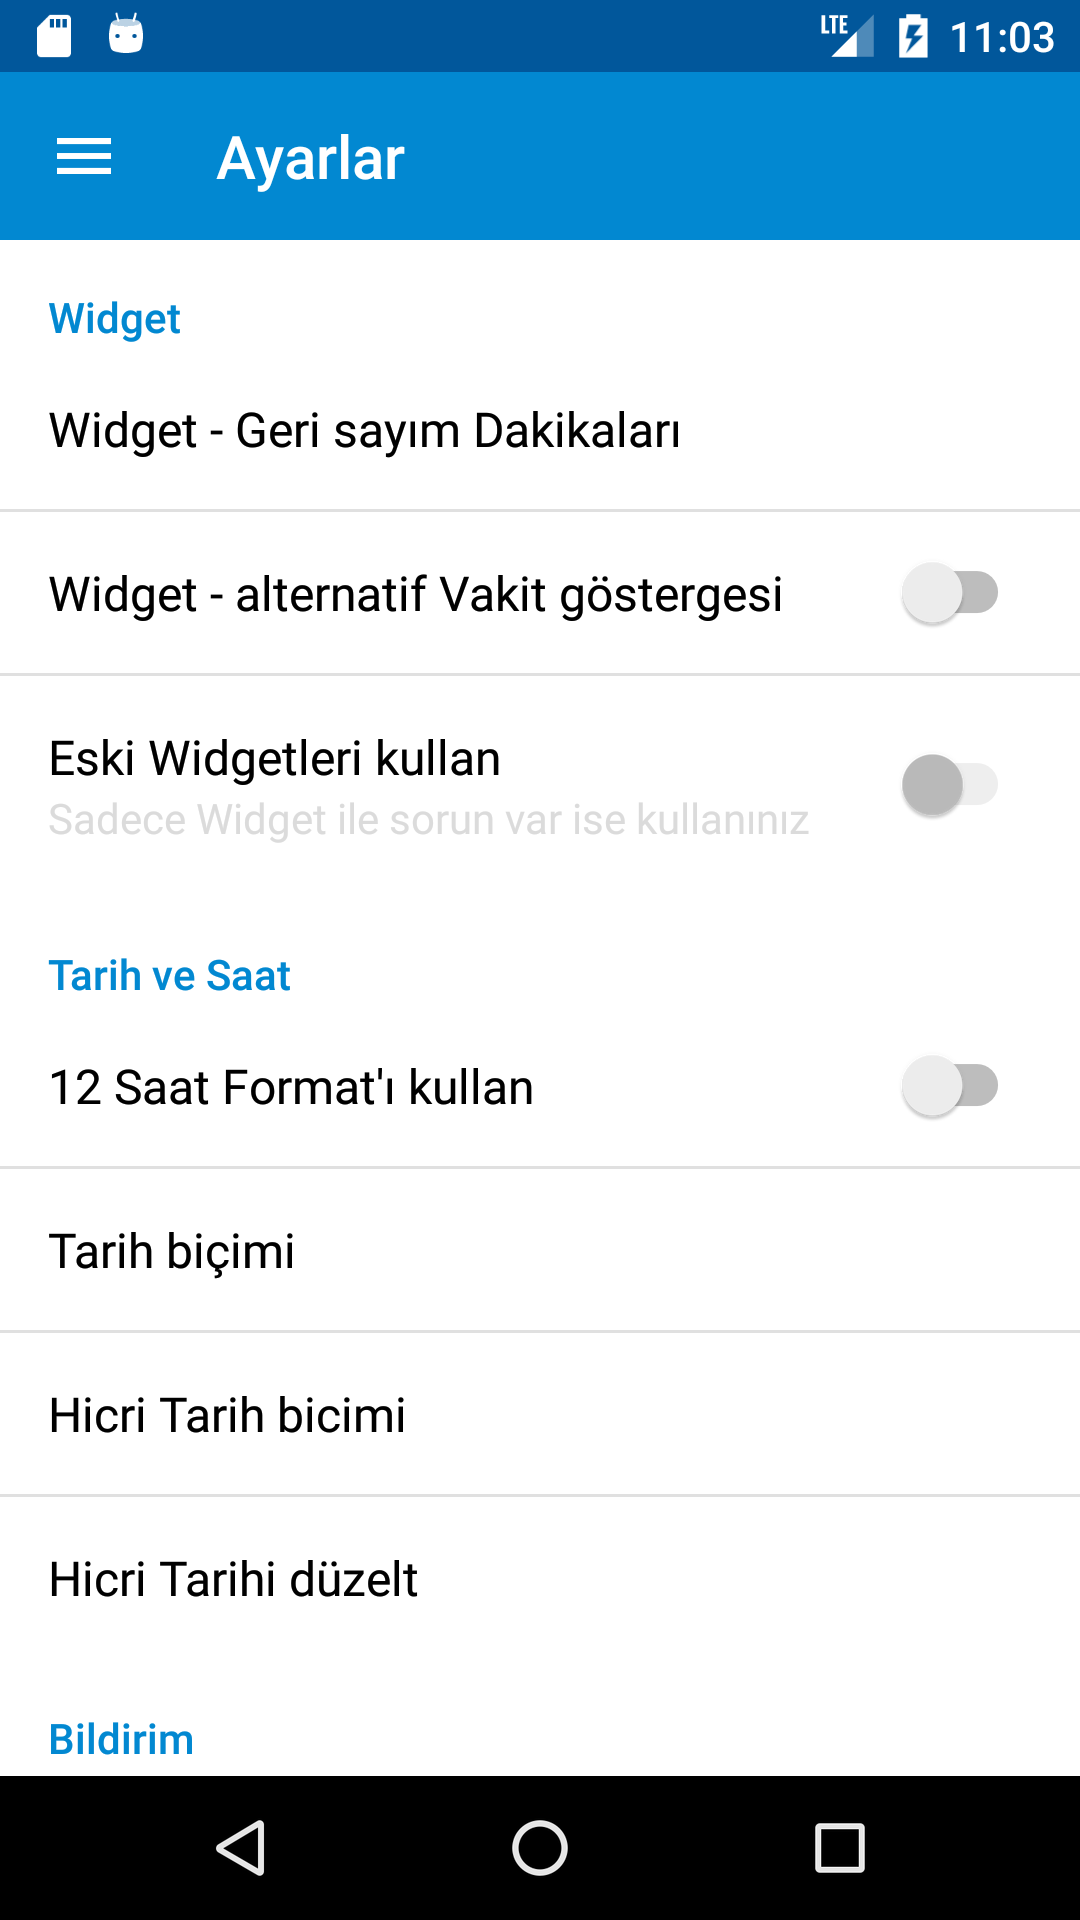 LTE 11:03
Ayarlar
Widget
Widget - Geri sayım Dakikaları
Widget - alternatif Vakit göstergesi
Eski Widgetleri kullan
Sadece Widget ile sorun var ise kullanınız
Tarih ve Saat
12 Saat Format'ı kullan
Tarih biçimi
Hicri Tarih bicimi
Hicri Tarihi düzelt
Bildirim